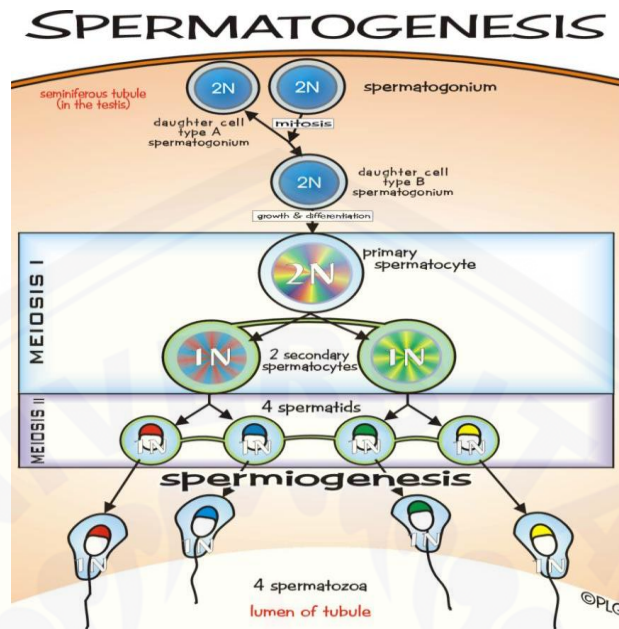 SPERMATOGENESIS
seminiferous tubule
(in the testis)
2N
2N
spermatogonium
daughter cell
type A
spermatogonium
mitosis
2N
daughter cell
type B
spermatogonium
growth & differentiation
MEIOSIS I
2N
primary
spermatocyte
1N
2 secondary
spermatocytes
1N
MEIOSIS II
4 spermatids
1N
1N
1N
1N
spermiogenesis
1N
1N
1N
1N
4 spermatozoa
lumen of tubule
©PLG